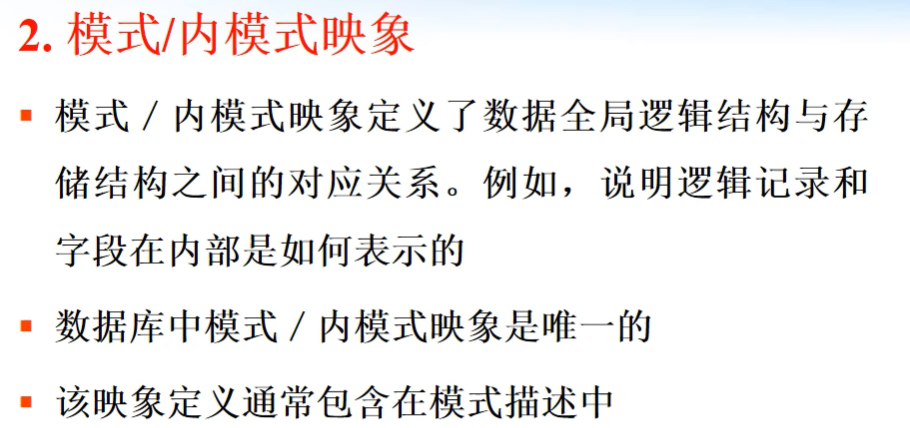 2. 模式/内模式映象
▪ 模式 / 内模式映象定义了数据全局逻辑结构与存
储结构之间的对应关系。例如，说明逻辑记录和
字段在内部是如何表示的
▪ 数据库中模式 / 内模式映象是唯一的
▪ 该映象定义通常包含在模式描述中